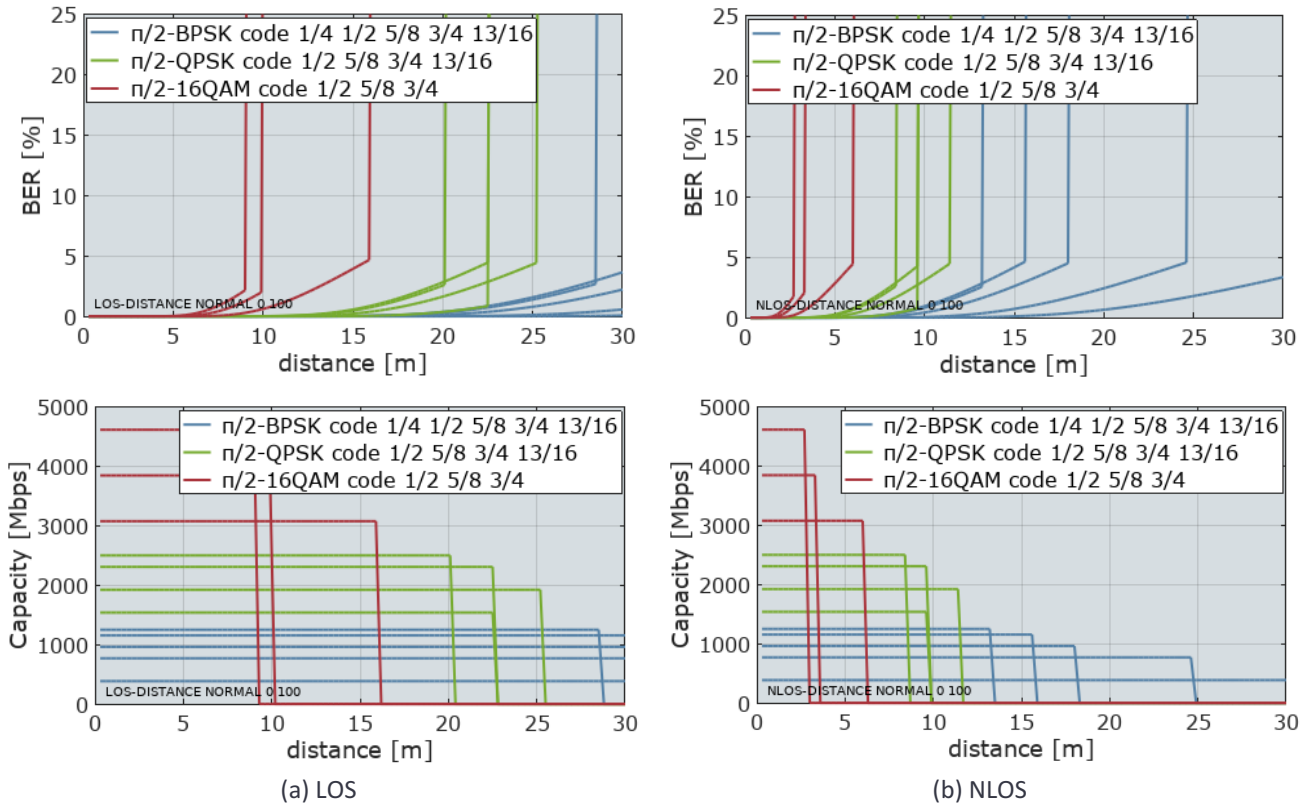 25
20
15
10
5
0
BER [%]
π/2-BPSK code 1/4 1/2 5/8 3/4 13/16
π/2-QPSK code 1/2 5/8 3/4 13/16
π/2-16QAM code 1/2 5/8 3/4
LOS-DISTANCE NORMAL 0 100
0 5 10 15 20 25 30
distance [m]
25
20
15
10
5
0
BER [%]
π/2-BPSK code 1/4 1/2 5/8 3/4 13/16
π/2-QPSK code 1/2 5/8 3/4 13/16
π/2-16QAM code 1/2 5/8 3/4
NLOS-DISTANCE NORMAL 0 100
0 5 10 15 20 25 30
distance [m]
5000
4000
3000
2000
1000
0
Capacity [Mbps]
π/2-BPSK code 1/4 1/2 5/8 3/4 13/16
π/2-QPSK code 1/2 5/8 3/4 13/16
π/2-16QAM code 1/2 5/8 3/4
LOS-DISTANCE NORMAL 0 100
0 5 10 15 20 25 30
distance [m]
(a) LOS
5000
4000
3000
2000
1000
0
Capacity [Mbps]
π/2-BPSK code 1/4 1/2 5/8 3/4 13/16
π/2-QPSK code 1/2 5/8 3/4 13/16
π/2-16QAM code 1/2 5/8 3/4
NLOS-DISTANCE NORMAL 0 100
0 5 10 15 20 25 30
distance [m]
(b) NLOS